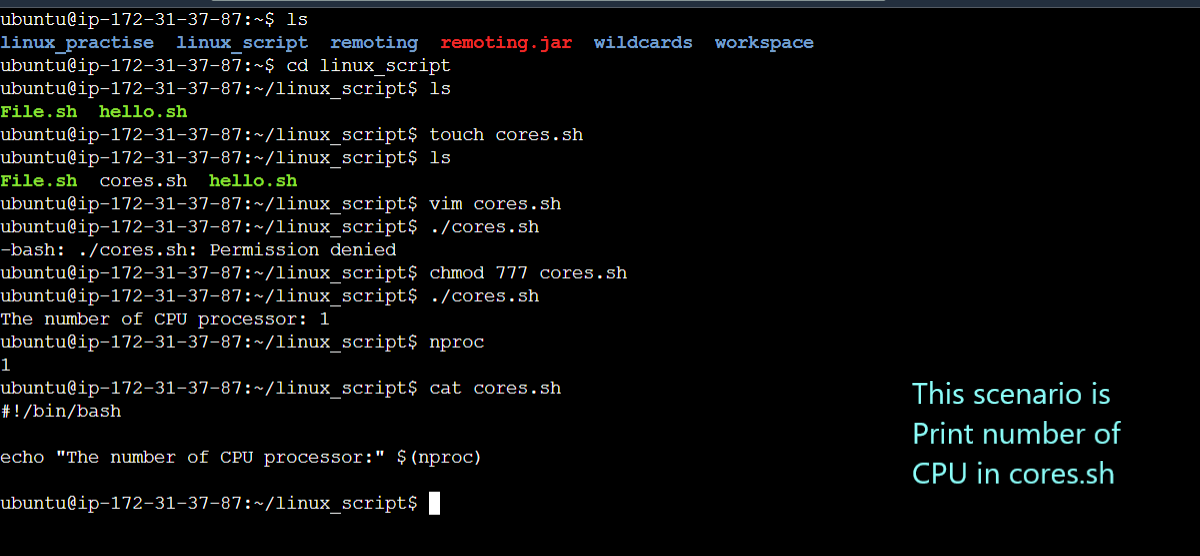 ubuntu@ip-172-31-37-87:~$ ls
linux_practise  linux_script  remoting  remoting.jar  wildcards  workspace
ubuntu@ip-172-31-37-87:~$ cd linux_script
ubuntu@ip-172-31-37-87:~/linux_script$ ls
File.sh  hello.sh
ubuntu@ip-172-31-37-87:~/linux_script$ touch cores.sh
ubuntu@ip-172-31-37-87:~/linux_script$ ls
File.sh  cores.sh  hello.sh
ubuntu@ip-172-31-37-87:~/linux_script$ vim cores.sh
ubuntu@ip-172-31-37-87:~/linux_script$ ./cores.sh
-bash: ./cores.sh: Permission denied
ubuntu@ip-172-31-37-87:~/linux_script$ chmod 777 cores.sh
ubuntu@ip-172-31-37-87:~/linux_script$ ./cores.sh
The number of CPU processor: 1
ubuntu@ip-172-31-37-87:~/linux_script$ nproc
1
ubuntu@ip-172-31-37-87:~/linux_script$ cat cores.sh
#!/bin/bash
echo "The number of CPU processor:" $(nproc)
ubuntu@ip-172-31-37-87:~/linux_script$
This scenario is
Print number of
CPU in cores.sh